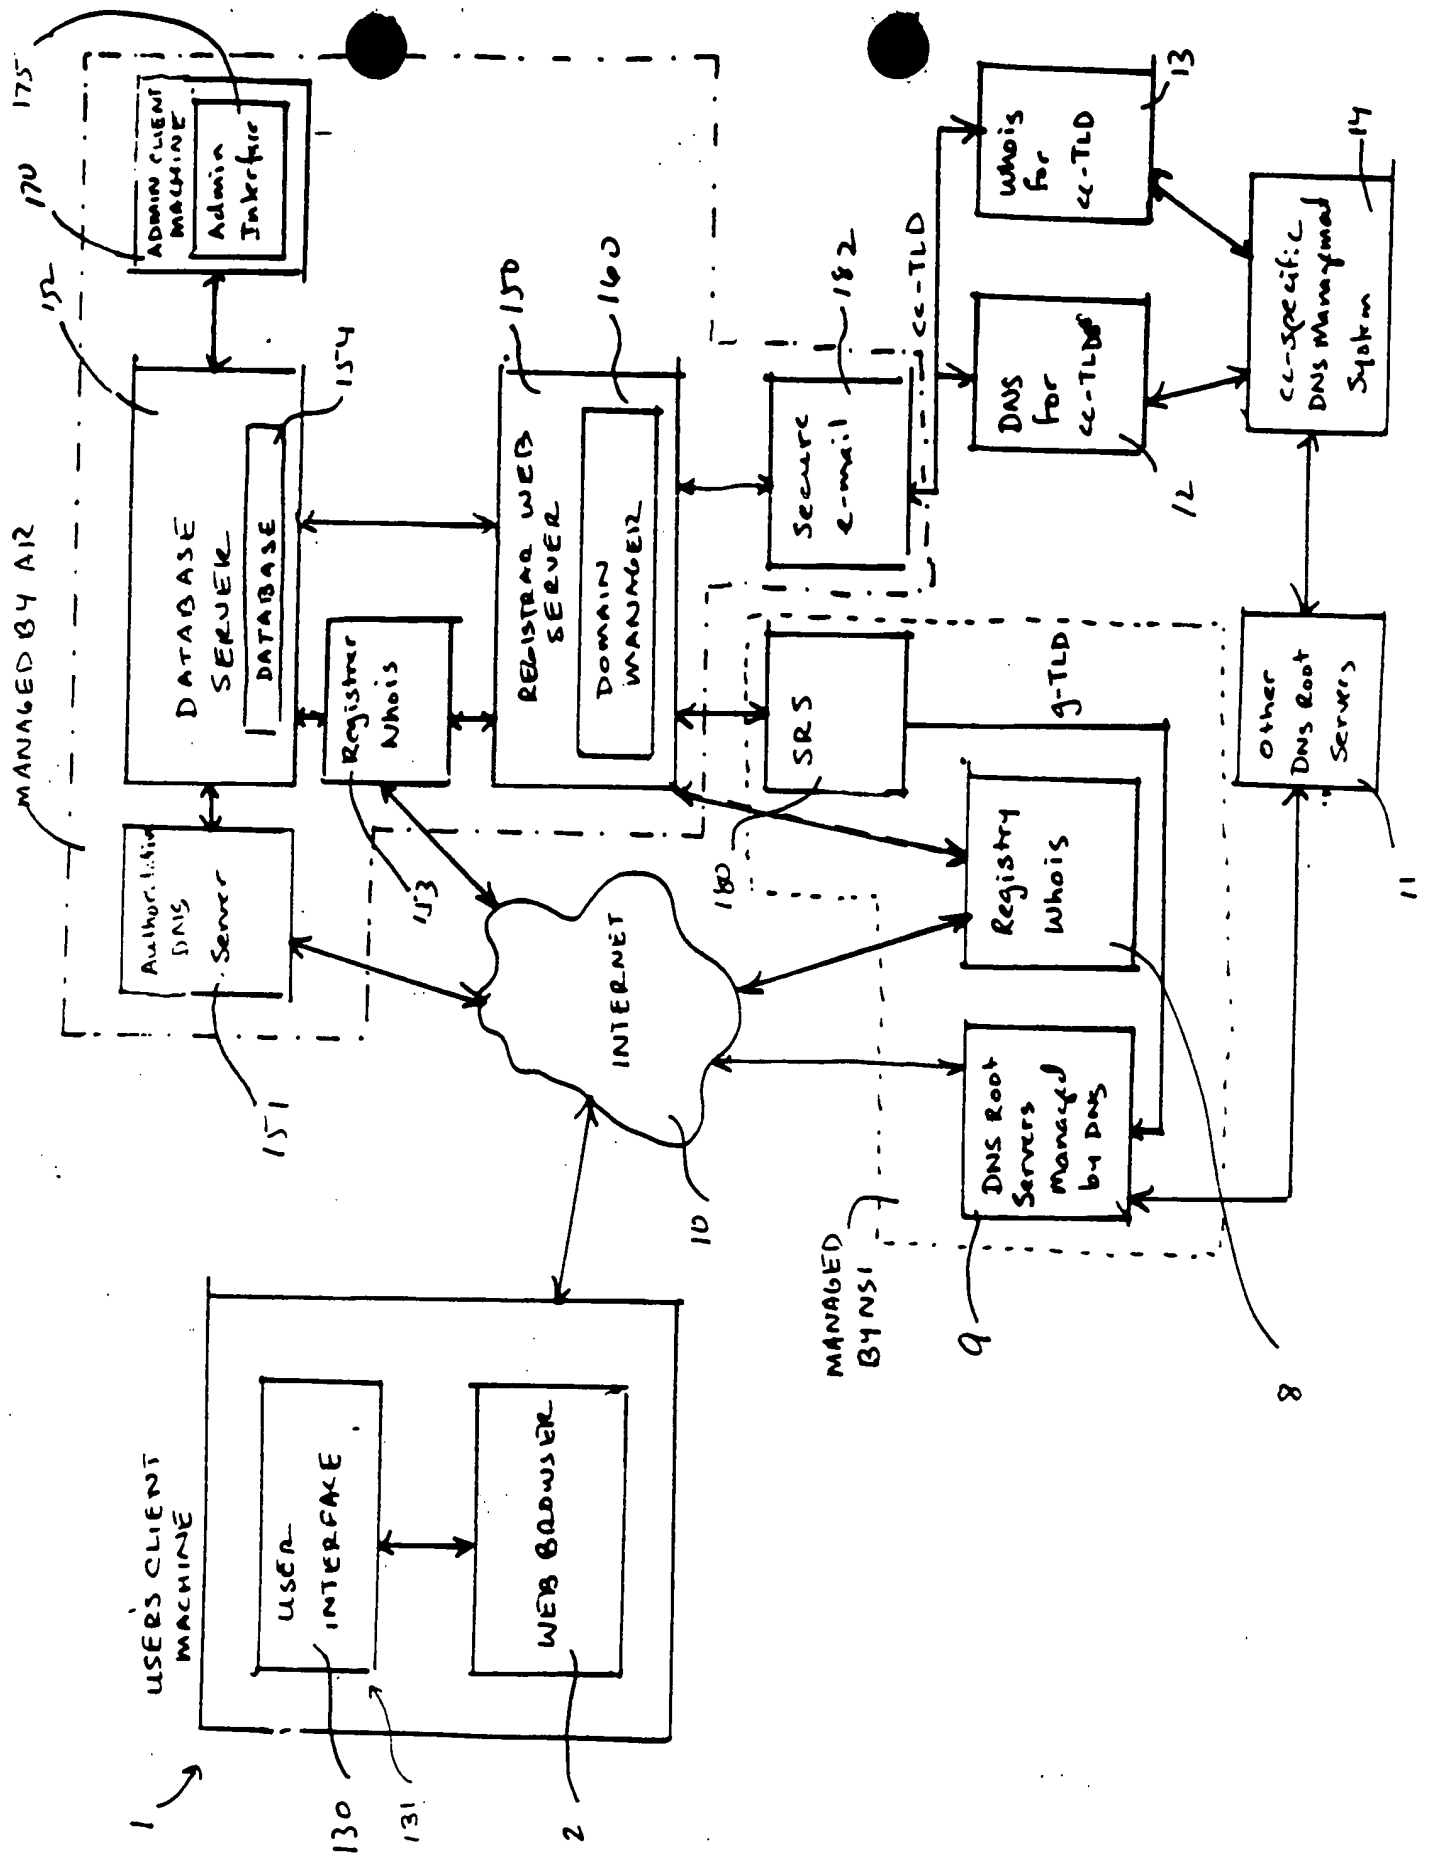 1
USER'S CLIENT
MACHINE
USER
INTERFACE
WEB BROWSER
130
131
2
MANAGED BY AR
151
DNS
Server
DATABASE
SERVER
DATABASE
152
154
170
175
ADMIN CLIENT
MACHINE
Admin
Interface
Registrar
Whois
153
REGISTRAR WEB
SERVER
DOMAIN
MANAGER
150
160
INTERNET
10
Secure
e-mail
182
SRS
180
g-TLD
cc-TLD
MANAGED
BY NSI
DNS Root
Servers
Managed
by DNS
9
Registry
Whois
8
DNS
for
cc-TLD
12
Whois
for
cc-TLD
13
cc-specific
DNS Management
System
14
Other
DNS Root
Servers
11